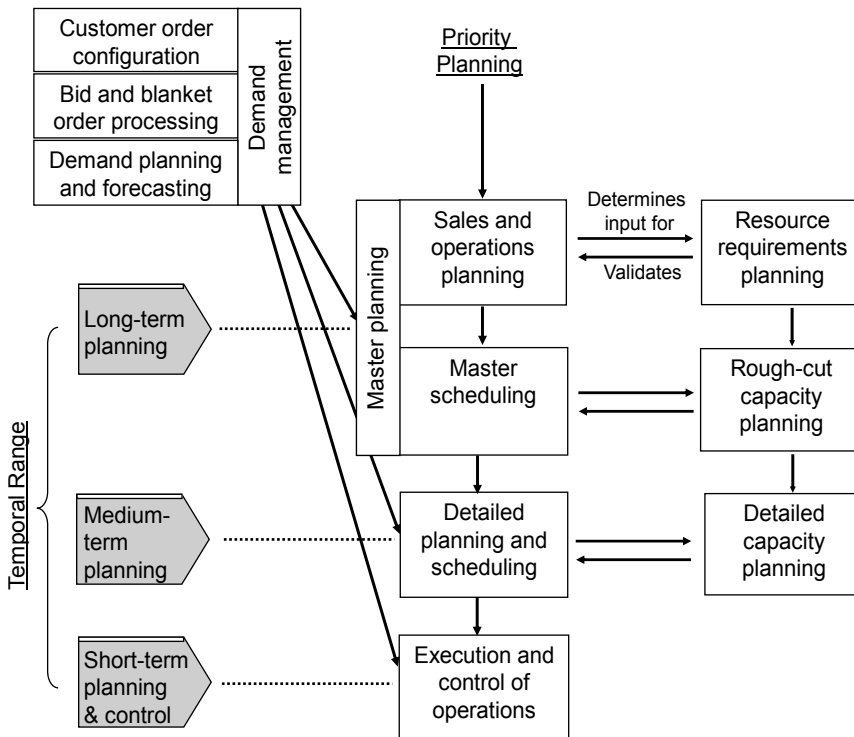 Customer order
configuration
Bid and blanket
order processing
Demand planning
and forecasting
Demand
management
Priority
Planning
Master planning
Sales and
operations
planning
Determines
input for
Validates
Resource
requirements
planning
Temporal Range
Long-term
planning
Master
scheduling
Rough-cut
capacity
planning
Medium-
term
planning
Detailed
planning and
scheduling
Detailed
capacity
planning
Short-term
planning
& control
Execution and
control of
operations